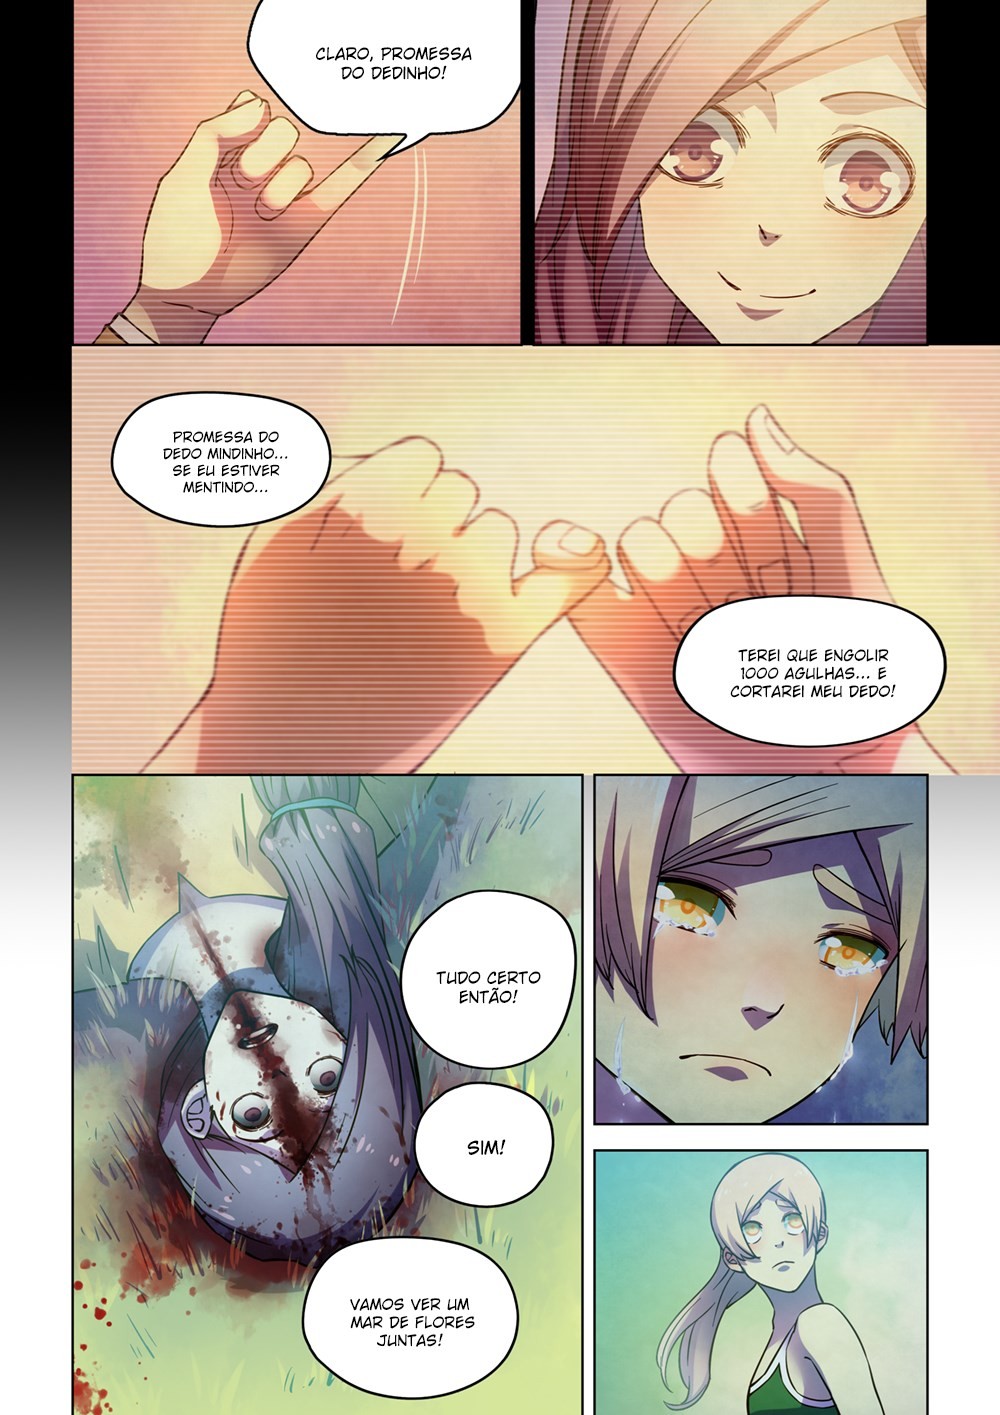 CLARO, PROMESSA
DO DEDINHO!
PROMESSA DO
DEDO MINDINHO...
SE EU ESTIVER
MENTINDO...
TEREI QUE ENGOLIR
1000 AGULHAS... E
CORTAREI MEU DEDO!
TUDO CERTO
ENTÃO!
SIM!
VAMOS VER UM
MAR DE FLORES
JUNTAS!